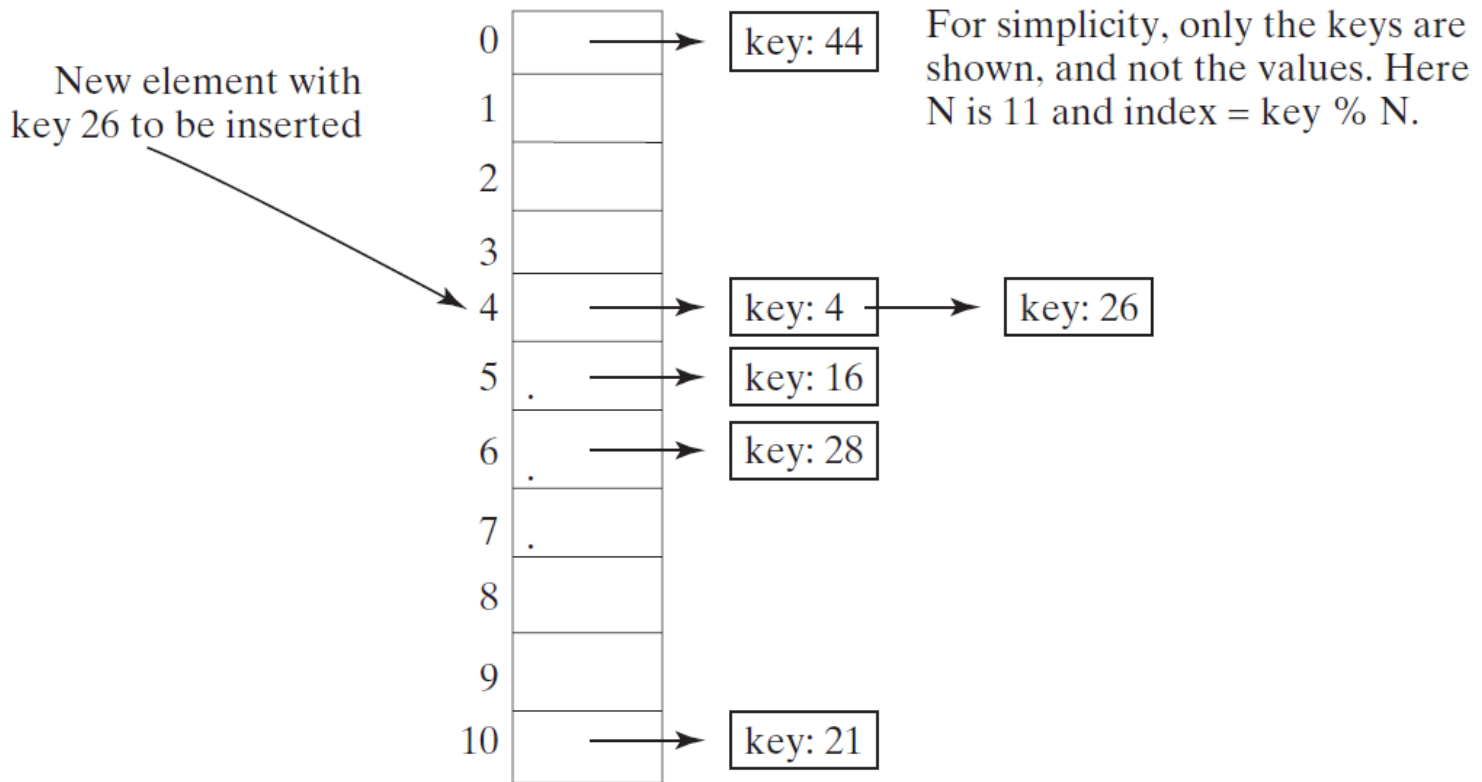 New element with
key 26 to be inserted
For simplicity, only the keys are
shown, and not the values. Here
N is 11 and index = key % N.
0
key: 44
1
2
3
4
key: 4
key: 26
5
.
key: 16
6
.
key: 28
7
.
8
9
10
key: 21